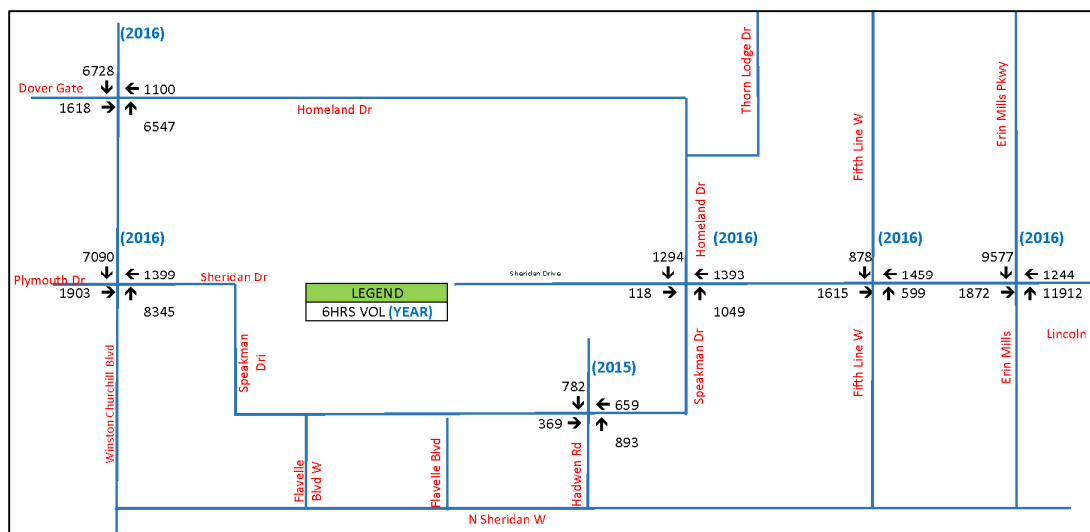 (2016)
6728
Dover Gate
1100
1618
6547
Homeland Dr
Thorn Lodge Dr
Fifth Line W
Erin Mills Pkwy
Homeland Dr
(2016)
7090
Plymouth Dr
1399
Sheridan Dr
1903
8345
Sheridan Drive
LEGEND
6HRS VOL (YEAR)
(2016)
1294
1393
118
1049
(2016)
878
1459
1615
599
(2016)
9577
1244
1872
11912
Lincoln
Winston Churchill Blvd
Speakman
Dri
(2015)
782
659
369
893
Speakman Dr
Fifth Line W
Erin Mills
Flavelle
Blvd W
Flavelle Blvd
Hadwen Rd
N Sheridan W